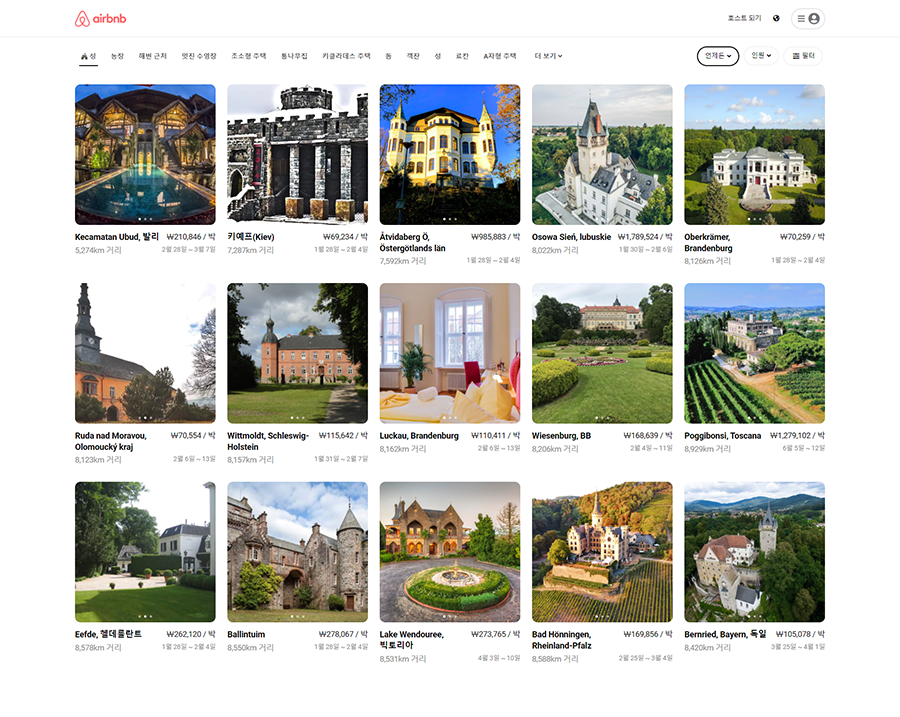 airbnb
호스트 되기
성
농장
해변 근처
멋진 수영장
초소형 주택
통나무집
키클라데스 주택
돔
객잔
성
료칸
A자형 주택
더 보기
언제든
인원
필터
Kecamatan Ubud, 발리 ₩210,846 / 박
5,274km 거리 2월 28일 ~ 3월 7일
키예프(Kiev) ₩69,234 / 박
7,287km 거리 1월 28일 ~ 2월 4일
Åtvidaberg Ö, ₩985,883 / 박
Östergötlands län
7,592km 거리 1월 28일 ~ 2월 4일
Osowa Sień, lubuskie ₩1,789,524 / 박
8,022km 거리 1월 30일 ~ 2월 6일
Oberkrämer, ₩70,259 / 박
Brandenburg
8,126km 거리 1월 28일 ~ 2월 4일
Ruda nad Moravou, ₩70,554 / 박
Olomoucký kraj
8,123km 거리 2월 6일 ~ 13일
Wittmoldt, Schleswig- ₩115,642 / 박
Holstein
8,157km 거리 1월 31일 ~ 2월 7일
Luckau, Brandenburg ₩110,411 / 박
8,162km 거리 2월 6일 ~ 13일
Wiesenburg, BB ₩168,639 / 박
8,206km 거리 2월 4일 ~ 11일
Poggibonsi, Toscana ₩1,279,102 / 박
8,929km 거리 6월 5일 ~ 12일
Eefde, 헬데를란트 ₩262,120 / 박
8,578km 거리 1월 28일 ~ 2월 4일
Ballintuim ₩278,067 / 박
8,550km 거리 1월 28일 ~ 2월 4일
Lake Wendouree, ₩273,765 / 박
빅토리아
8,531km 거리 4월 3일 ~ 10일
Bad Hönningen, ₩169,856 / 박
Rheinland-Pfalz
8,588km 거리 2월 25일 ~ 3월 4일
Bernried, Bayern, 독일 ₩105,078 / 박
8,420km 거리 3월 25일 ~ 4월 1일